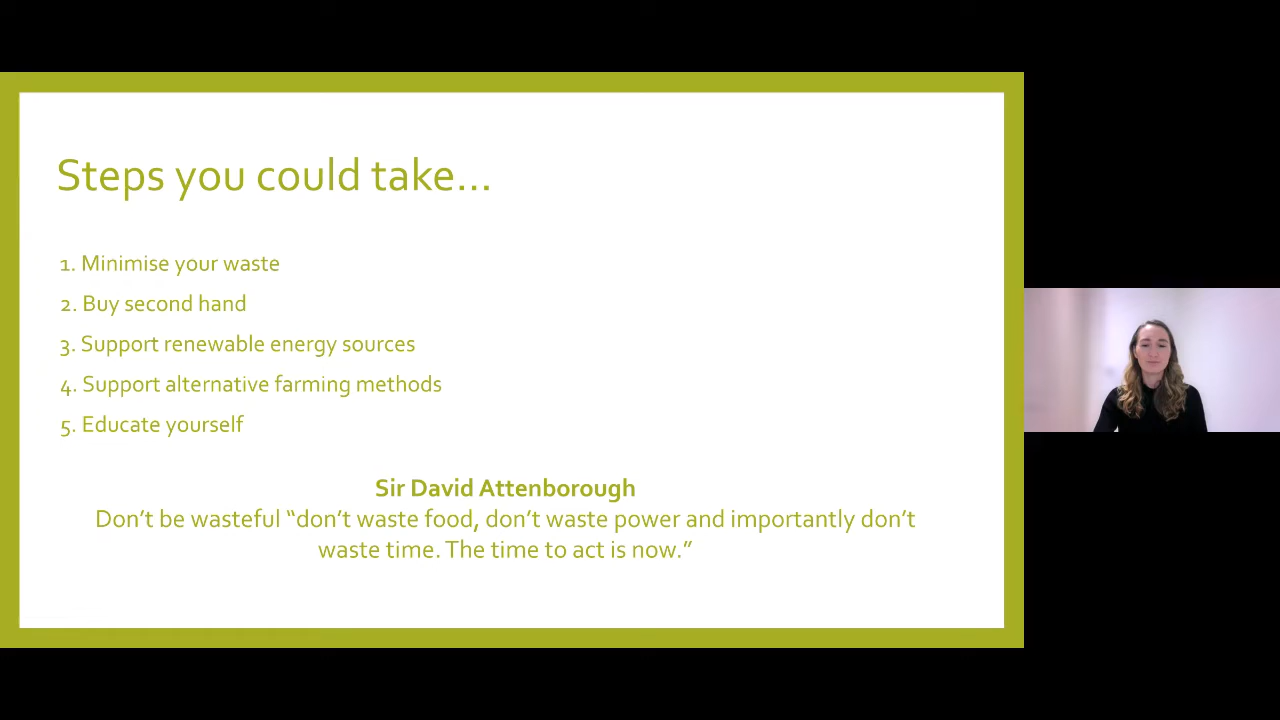 Steps you could take...
1. Minimise your waste
2. Buy second hand
3. Support renewable energy sources
4. Support alternative farming methods
5. Educate yourself
Sir David Attenborough
Don’t be wasteful “don’t waste food, don’t waste power and importantly don’t
waste time. The time to act is now.”